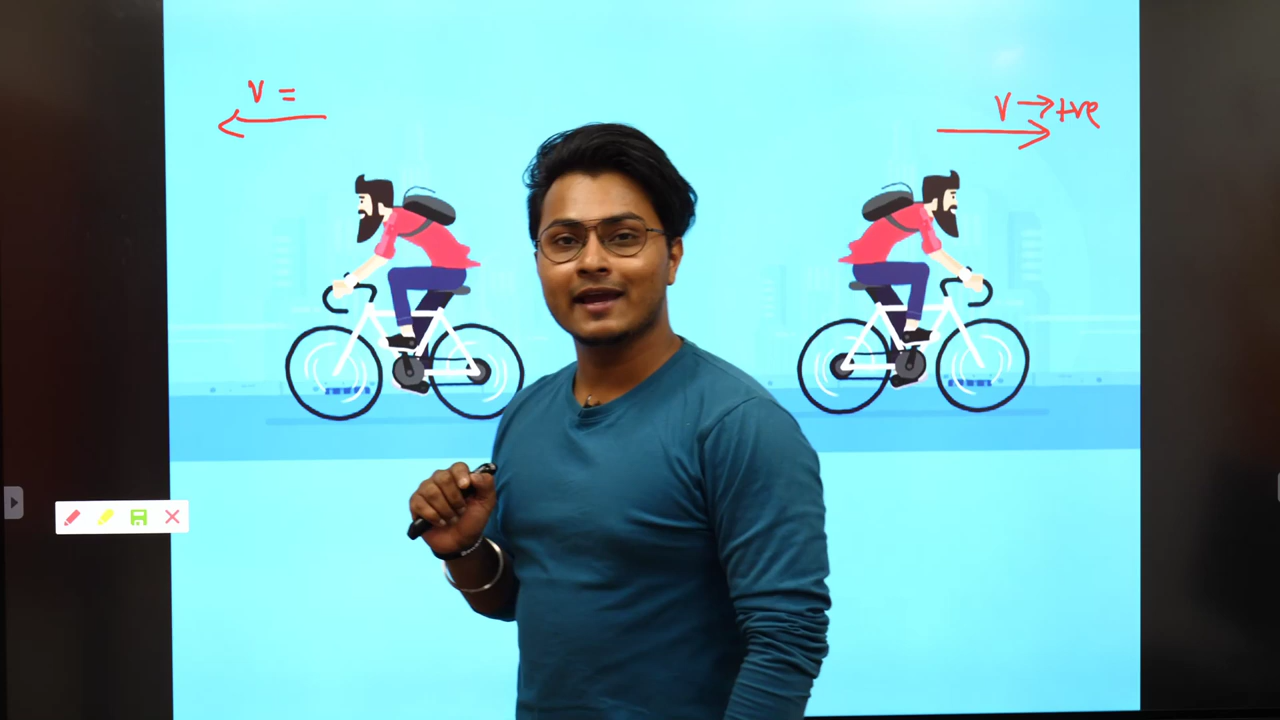 v =
v → +ve